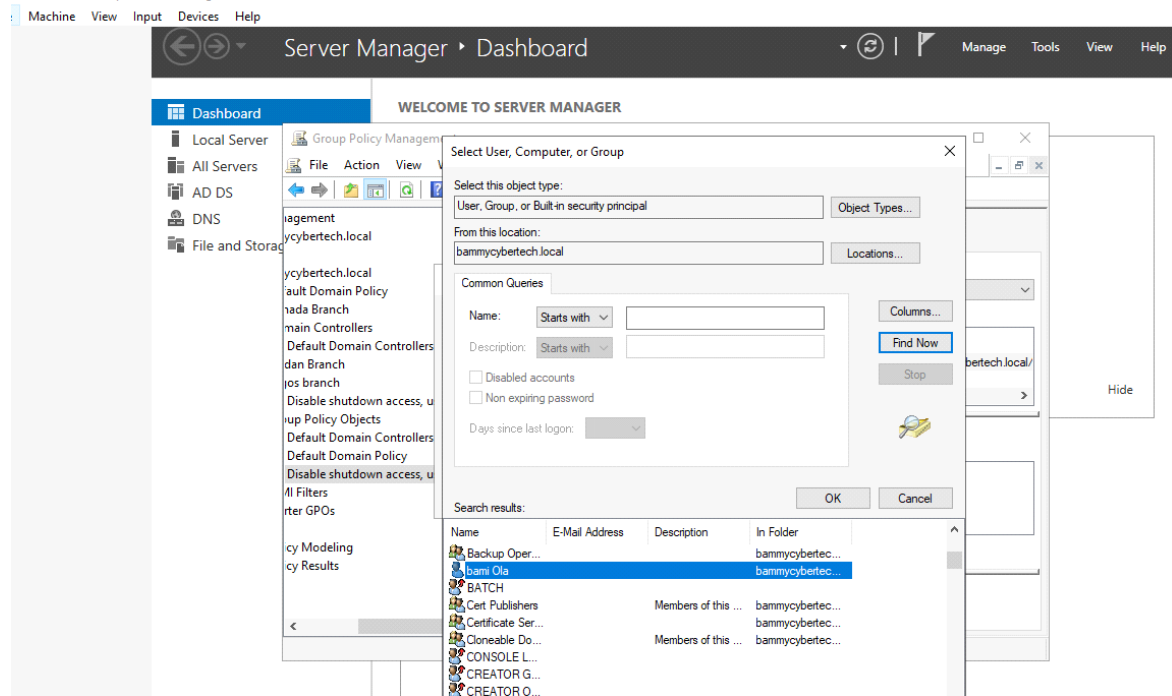 Machine View Input Devices Help
Server Manager ‣ Dashboard
Manage Tools View Help
Dashboard
Local Server
All Servers
AD DS
DNS
File and Storag
WELCOME TO SERVER MANAGER
Group Policy Managem
File Action View
agement
ycybertech.local
ycybertech.local
ault Domain Policy
nada Branch
main Controllers
Default Domain Controllers
dan Branch
gos branch
Disable shutdown access, u
up Policy Objects
Default Domain Controllers
Default Domain Policy
Disable shutdown access, u
MI Filters
rter GPOs
icy Modeling
icy Results
Select User, Computer, or Group
Select this object type:
User, Group, or Built-in security principal
Object Types...
From this location:
bammycybertech.local
Locations...
Common Queries
Name: Starts with
Description: Starts with
Disabled accounts
Non expiring password
Days since last logon:
Columns...
Find Now
Stop
OK Cancel
Search results:
Name E-Mail Address Description In Folder
Backup Oper... bammycybertec...
bami Ola bammycybertec...
BATCH
Cert Publishers Members of this ... bammycybertec...
Certificate Ser... bammycybertec...
Cloneable Do... Members of this ... bammycybertec...
CONSOLE L...
CREATOR G...
CREATOR O...
bertech.local/
Hide